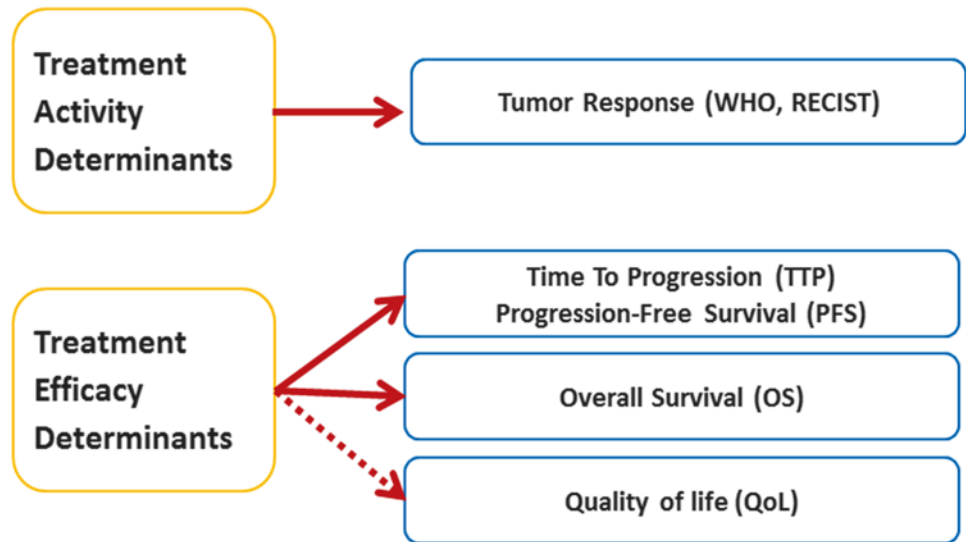 Treatment
Activity
Determinants
Tumor Response (WHO, RECIST)
Treatment
Efficacy
Determinants
Time To Progression (TTP)
Progression-Free Survival (PFS)
Overall Survival (OS)
Quality of life (QoL)